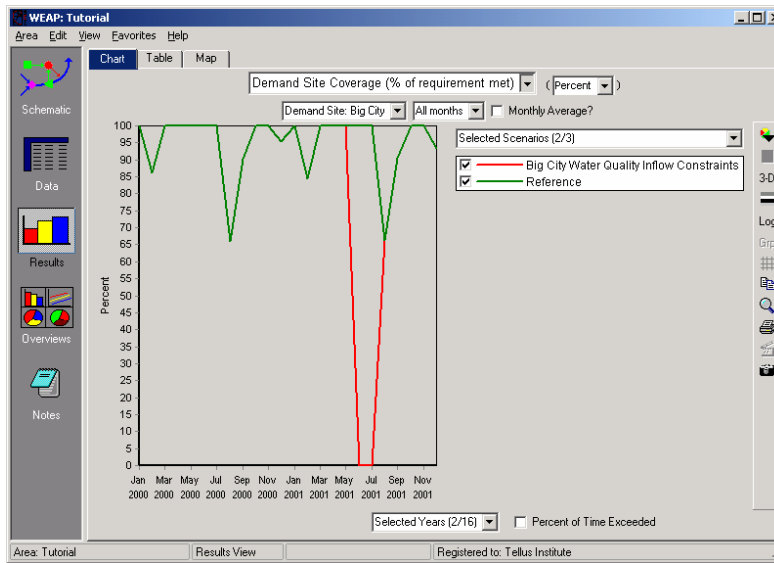 WEAP: Tutorial
Area Edit View Favorites Help
Chart Table Map
Demand Site Coverage (% of requirement met) ( Percent )
Demand Site: Big City All months Monthly Average?
Selected Scenarios (2/3)
Big City Water Quality Inflow Constraints
Reference
Schematic
Data
Results
Overviews
Notes
3-D
Log
Grp
Percent
100
95
90
85
80
75
70
65
60
55
50
45
40
35
30
25
20
15
10
5
0
Jan Mar May Jul Sep Nov Jan Mar May Jul Sep Nov
2000 2000 2000 2000 2000 2000 2001 2001 2001 2001 2001 2001
Selected Years (2/16) Percent of Time Exceeded
Area: Tutorial Results View Registered to: Tellus Institute